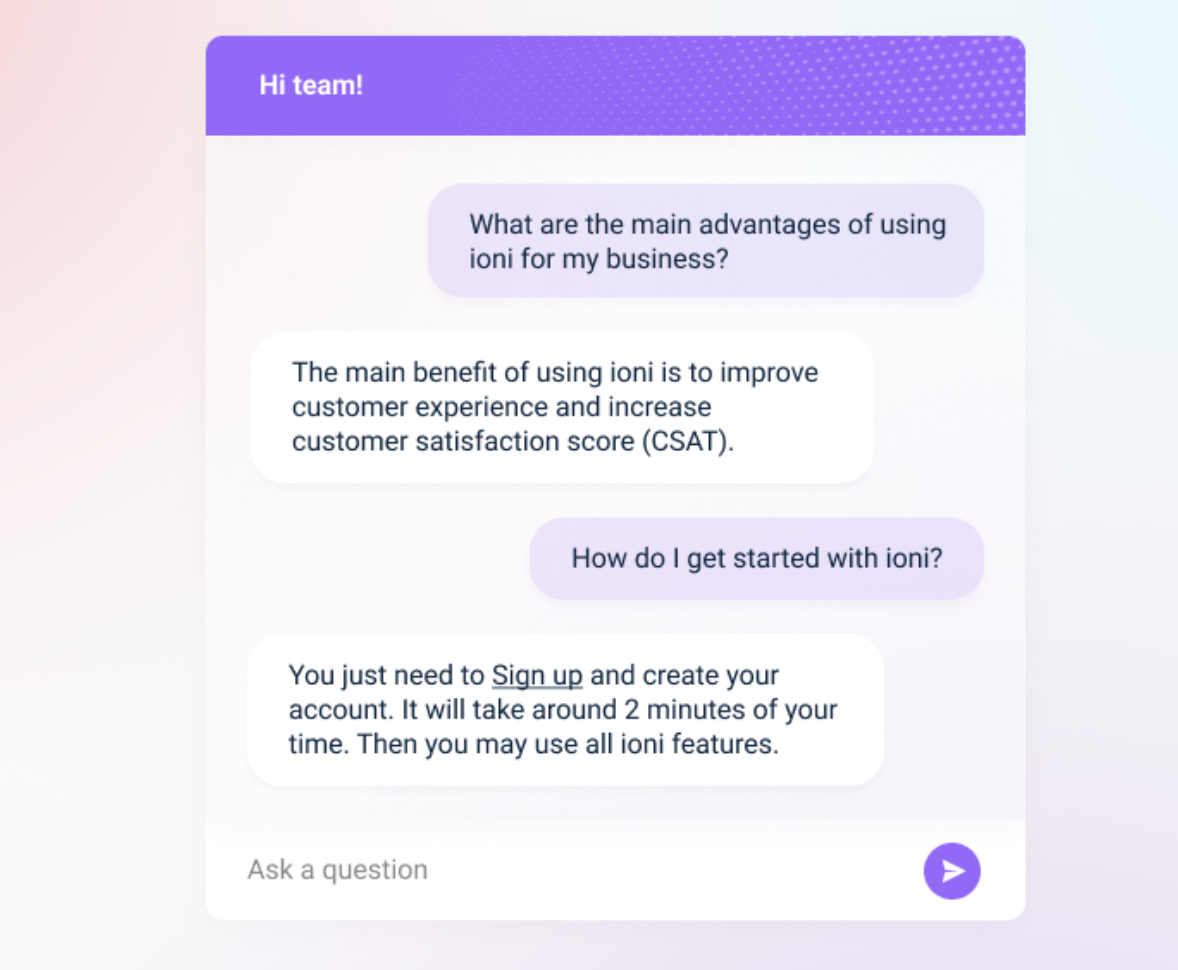 Hi team!
What are the main advantages of using
ioni for my business?
The main benefit of using ioni is to improve
customer experience and increase
customer satisfaction score (CSAT).
How do I get started with ioni?
You just need to Sign up and create your
account. It will take around 2 minutes of your
time. Then you may use all ioni features.
Ask a question